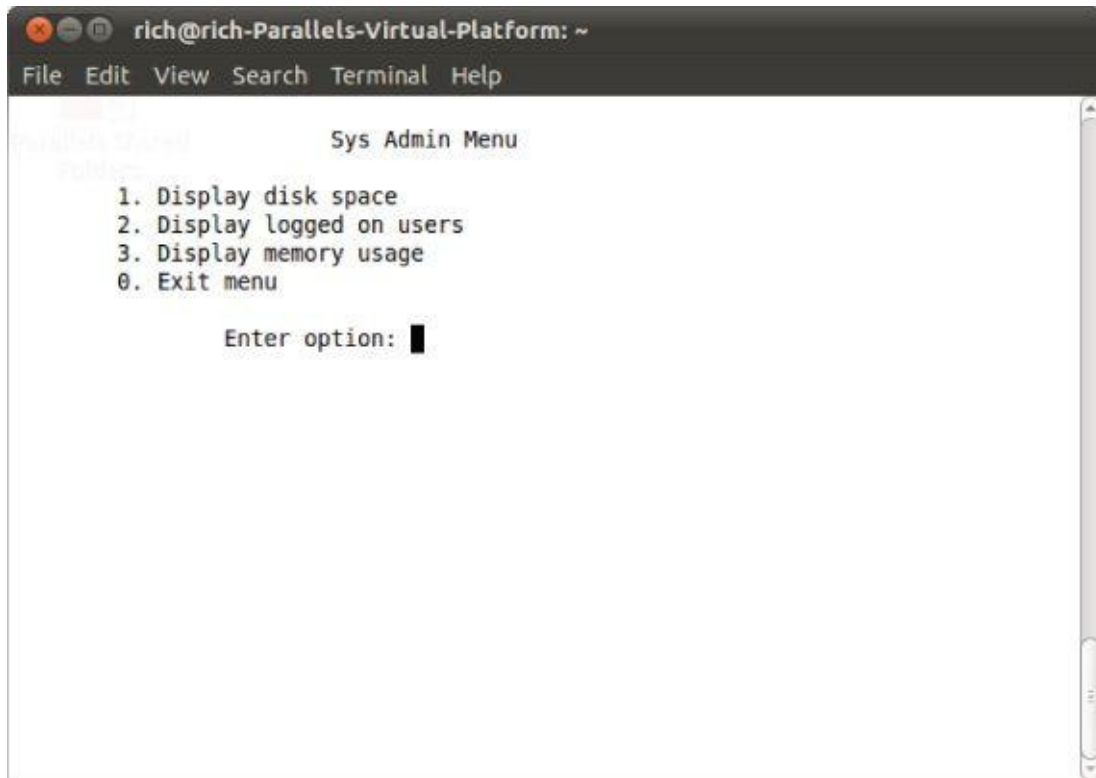 rich@rich-Parallels-Virtual-Platform: ~
File Edit View Search Terminal Help
Sys Admin Menu
1. Display disk space
2. Display logged on users
3. Display memory usage
0. Exit menu
Enter option: